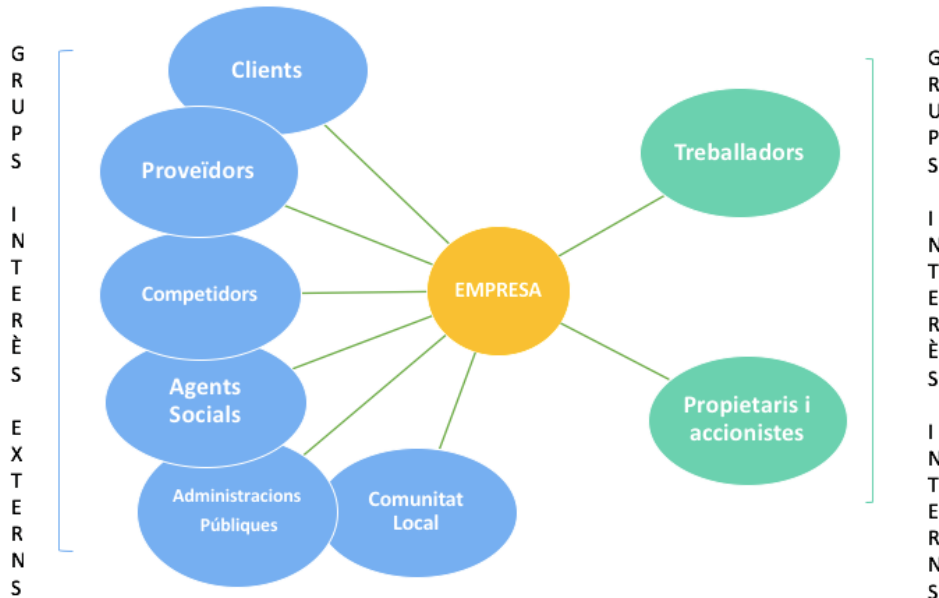 GRUPS INTERÈS EXTERNS
Clients
Proveïdors
Competidors
Agents
Socials
Administracions
Públiques
Comunitat
Local
EMPRESA
Treballadors
Propietaris i
accionistes
GRUPS INTERÈS INTERNS